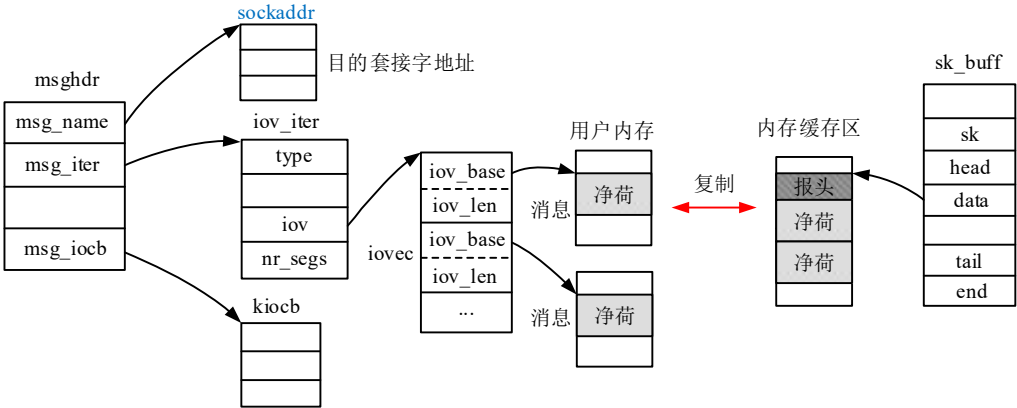 sockaddr
目的套接字地址
msghdr
msg_name
msg_iter
msg_iocb
iov_iter
type
iov
nr_segs
kiocb
iovec
iov_base
iov_len
iov_base
iov_len
...
用户内存
消息
净荷
消息
净荷
复制
内存缓存区
报头
净荷
净荷
sk_buff
sk
head
data
tail
end